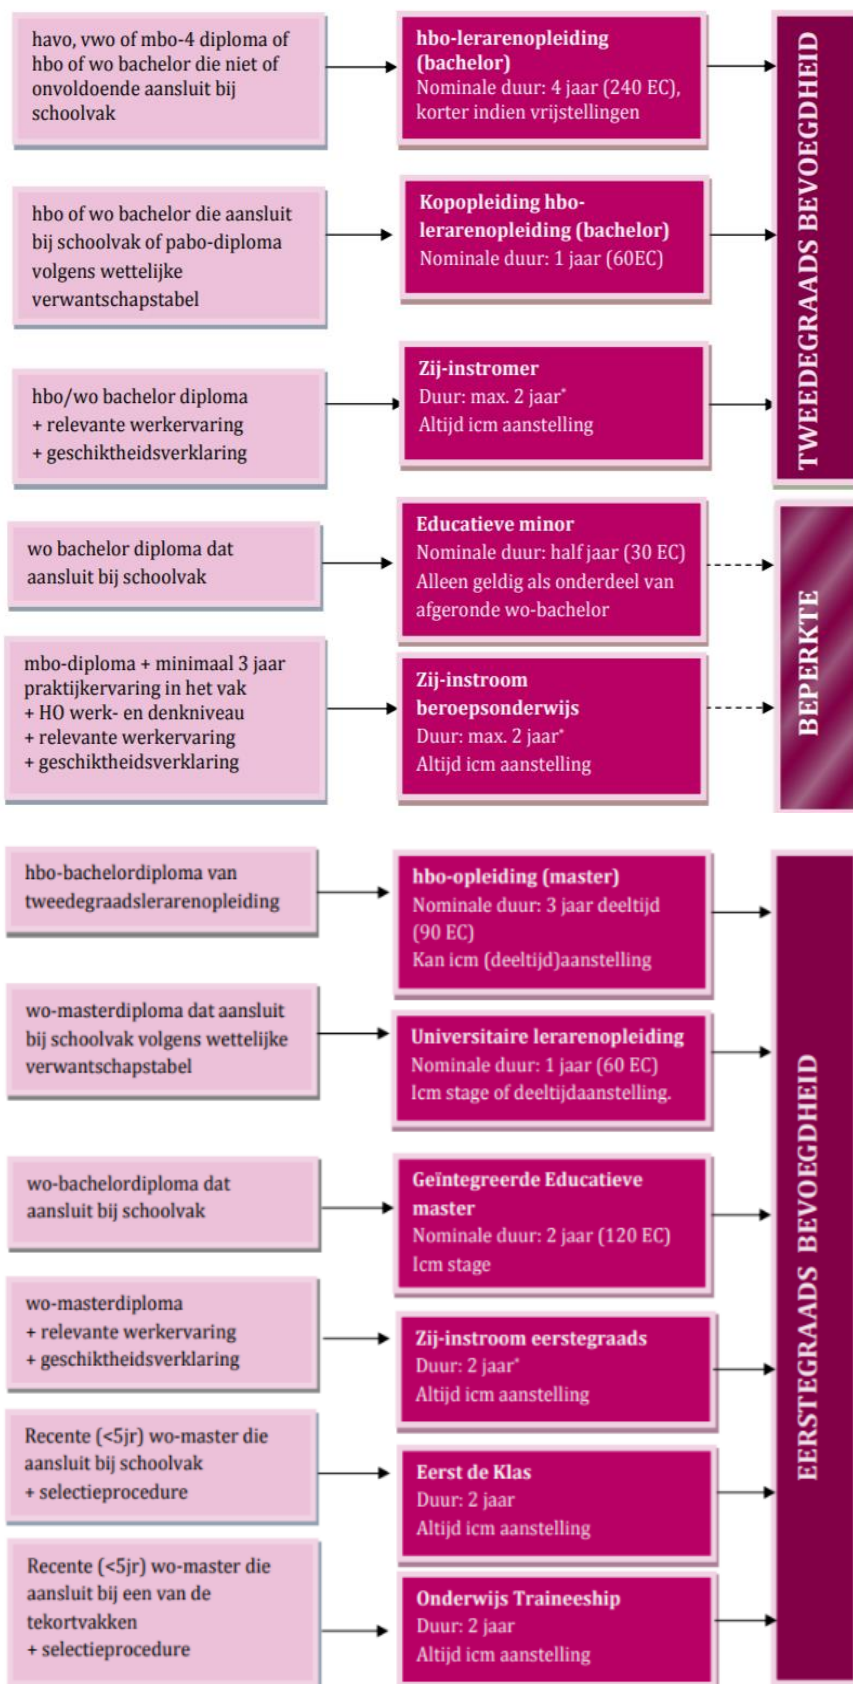 havo, vwo of mbo-4 diploma of
hbo of wo bachelor die niet of
onvoldoende aansluit bij
schoolvak
hbo-lerarenopleiding
(bachelor)
Nominale duur: 4 jaar (240 EC),
korter indien vrijstellingen
TWEEDEGRAADS BEVOEGDHEID
hbo of wo bachelor die aansluit
bij schoolvak of pabo-diploma
volgens wettelijke
verwantschapstabel
Kopopleiding hbo-
lerarenopleiding (bachelor)
Nominale duur: 1 jaar (60EC)
hbo/wo bachelor diploma
+ relevante werkervaring
+ geschiktheidsverklaring
Zij-instromer
Duur: max. 2 jaar*
Altijd icm aanstelling
wo bachelor diploma dat
aansluit bij schoolvak
Educatieve minor
Nominale duur: half jaar (30 EC)
Alleen geldig als onderdeel van
afgeronde wo-bachelor
BEPERKTE
mbo-diploma + minimaal 3 jaar
praktijkervaring in het vak
+ HO werk- en denkniveau
+ relevante werkervaring
+ geschiktheidsverklaring
Zij-instroom
beroepsonderwijs
Duur: max. 2 jaar*
Altijd icm aanstelling
hbo-bachelordiploma van
tweedegraadslerarenopleiding
hbo-opleiding (master)
Nominale duur: 3 jaar deeltijd
(90 EC)
Kan icm (deeltijd)aanstelling
EERSTEGRAADS BEVOEGDHEID
wo-masterdiploma dat aansluit
bij schoolvak volgens wettelijke
verwantschapstabel
Universitaire lerarenopleiding
Nominale duur: 1 jaar (60 EC)
Icm stage of deeltijdaanstelling.
wo-bachelordiploma dat
aansluit bij schoolvak
Geïntegreerde Educatieve
master
Nominale duur: 2 jaar (120 EC)
Icm stage
wo-masterdiploma
+ relevante werkervaring
+ geschiktheidsverklaring
Zij-instroom eerstegraads
Duur: 2 jaar*
Altijd icm aanstelling
Recente (<5jr) wo-master die
aansluit bij schoolvak
+ selectieprocedure
Eerst de Klas
Duur: 2 jaar
Altijd icm aanstelling
Recente (<5jr) wo-master die
aansluit bij een van de
tekortvakken
+ selectieprocedure
Onderwijs Traineeship
Duur: 2 jaar
Altijd icm aanstelling